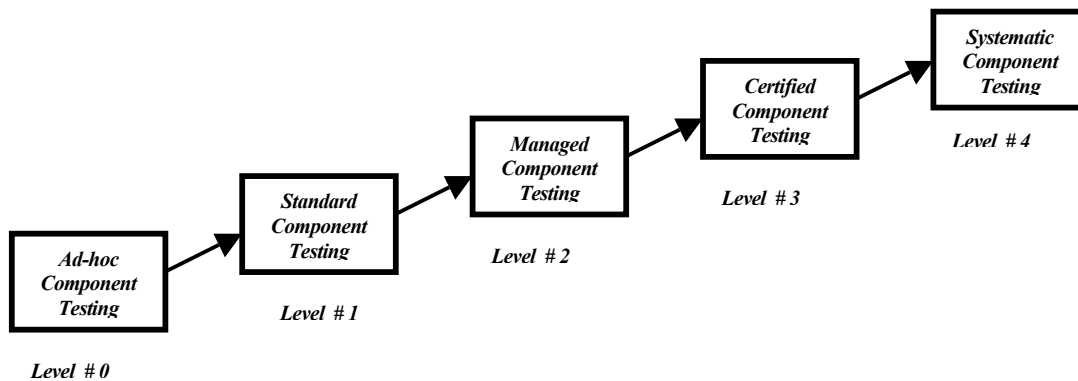 Ad-hoc
Component
Testing
Level # 0
Standard
Component
Testing
Level # 1
Managed
Component
Testing
Level # 2
Certified
Component
Testing
Level # 3
Systematic
Component
Testing
Level # 4